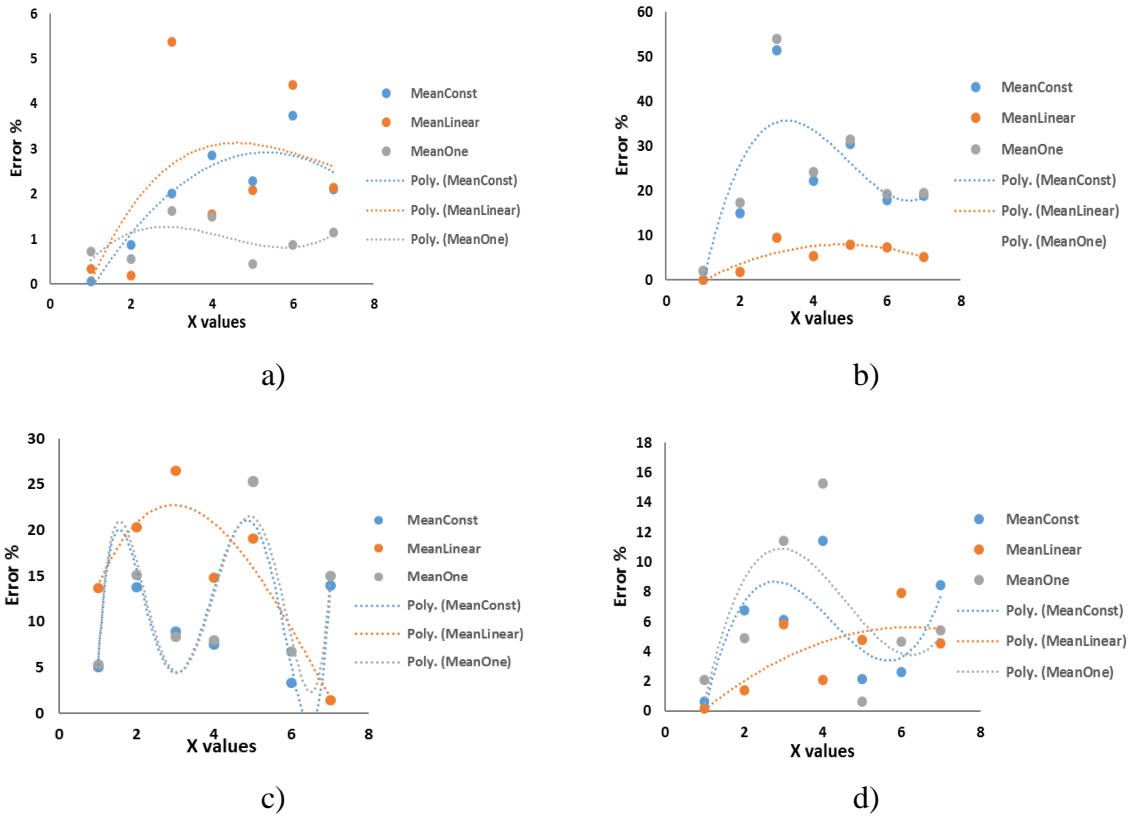 6
5
4
3
2
1
0
0 2 4 6 8
Error %
X values
MeanConst
MeanLinear
MeanOne
Poly. (MeanConst)
Poly. (MeanLinear)
Poly. (MeanOne)
a)
60
50
40
30
20
10
0
0 2 4 6 8
Error %
X values
MeanConst
MeanLinear
MeanOne
Poly. (MeanConst)
Poly. (MeanLinear)
Poly. (MeanOne)
b)
30
25
20
15
10
5
0
0 2 4 6 8
Error %
X values
MeanConst
MeanLinear
MeanOne
Poly. (MeanConst)
Poly. (MeanLinear)
Poly. (MeanOne)
c)
18
16
14
12
10
8
6
4
2
0
0 2 4 6 8
Error %
X values
MeanConst
MeanLinear
MeanOne
Poly. (MeanConst)
Poly. (MeanLinear)
Poly. (MeanOne)
d)